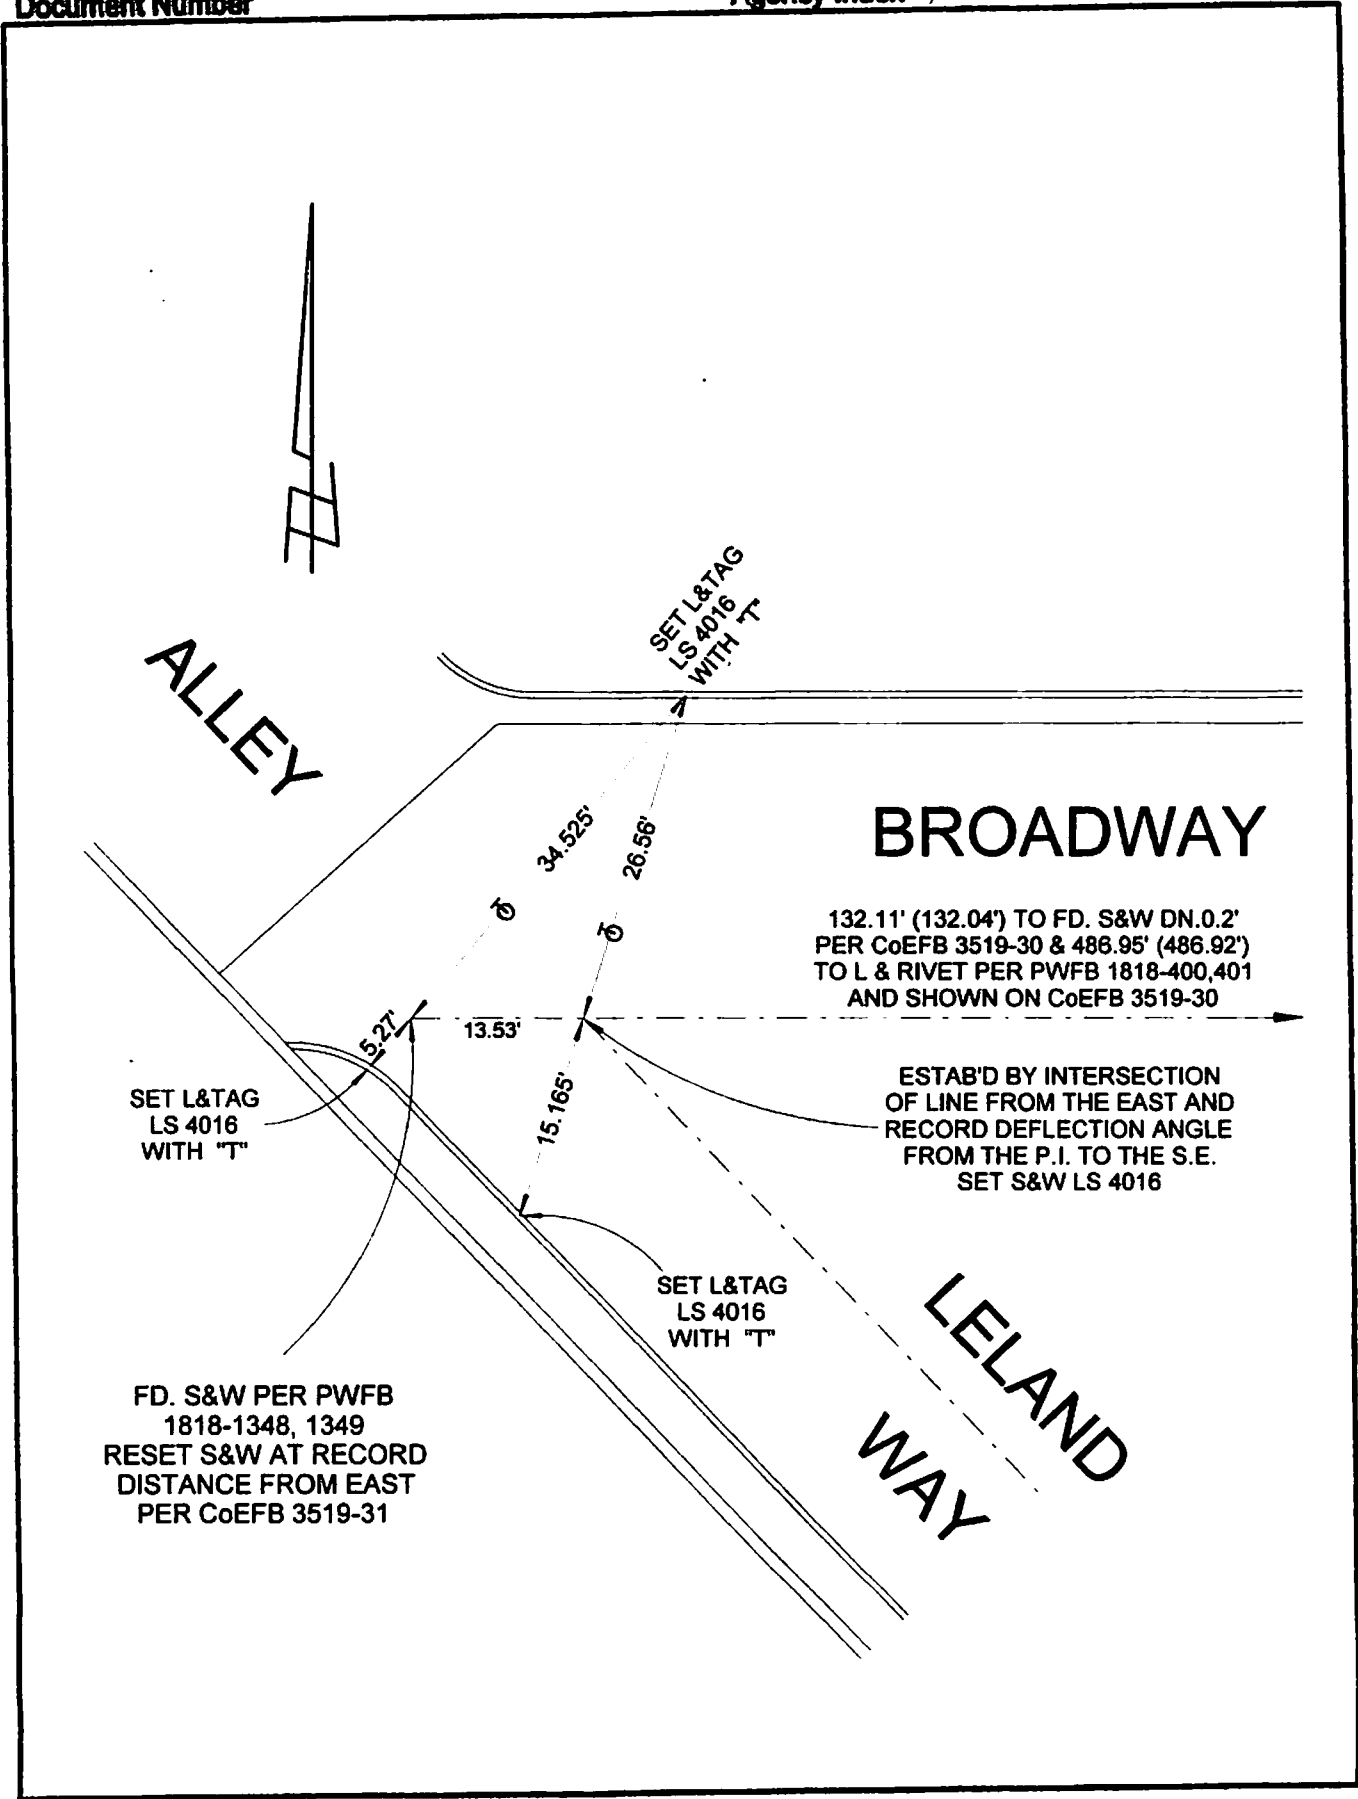 Document Number
SET L&TAG
LS 4016
WITH "T"
ALLEY
34.525'
26.56'
BROADWAY
132.11' (132.04') TO FD. S&W DN.0.2'
PER CoEFB 3519-30 & 486.95' (486.92')
TO L & RIVET PER PWFB 1818-400,401
AND SHOWN ON CoEFB 3519-30
5.27'
13.53'
SET L&TAG
LS 4016
WITH "T"
15.165'
ESTAB'D BY INTERSECTION
OF LINE FROM THE EAST AND
RECORD DEFLECTION ANGLE
FROM THE P.I. TO THE S.E.
SET S&W LS 4016
SET L&TAG
LS 4016
WITH "T"
LELAND
WAY
FD. S&W PER PWFB
1818-1348, 1349
RESET S&W AT RECORD
DISTANCE FROM EAST
PER CoEFB 3519-31